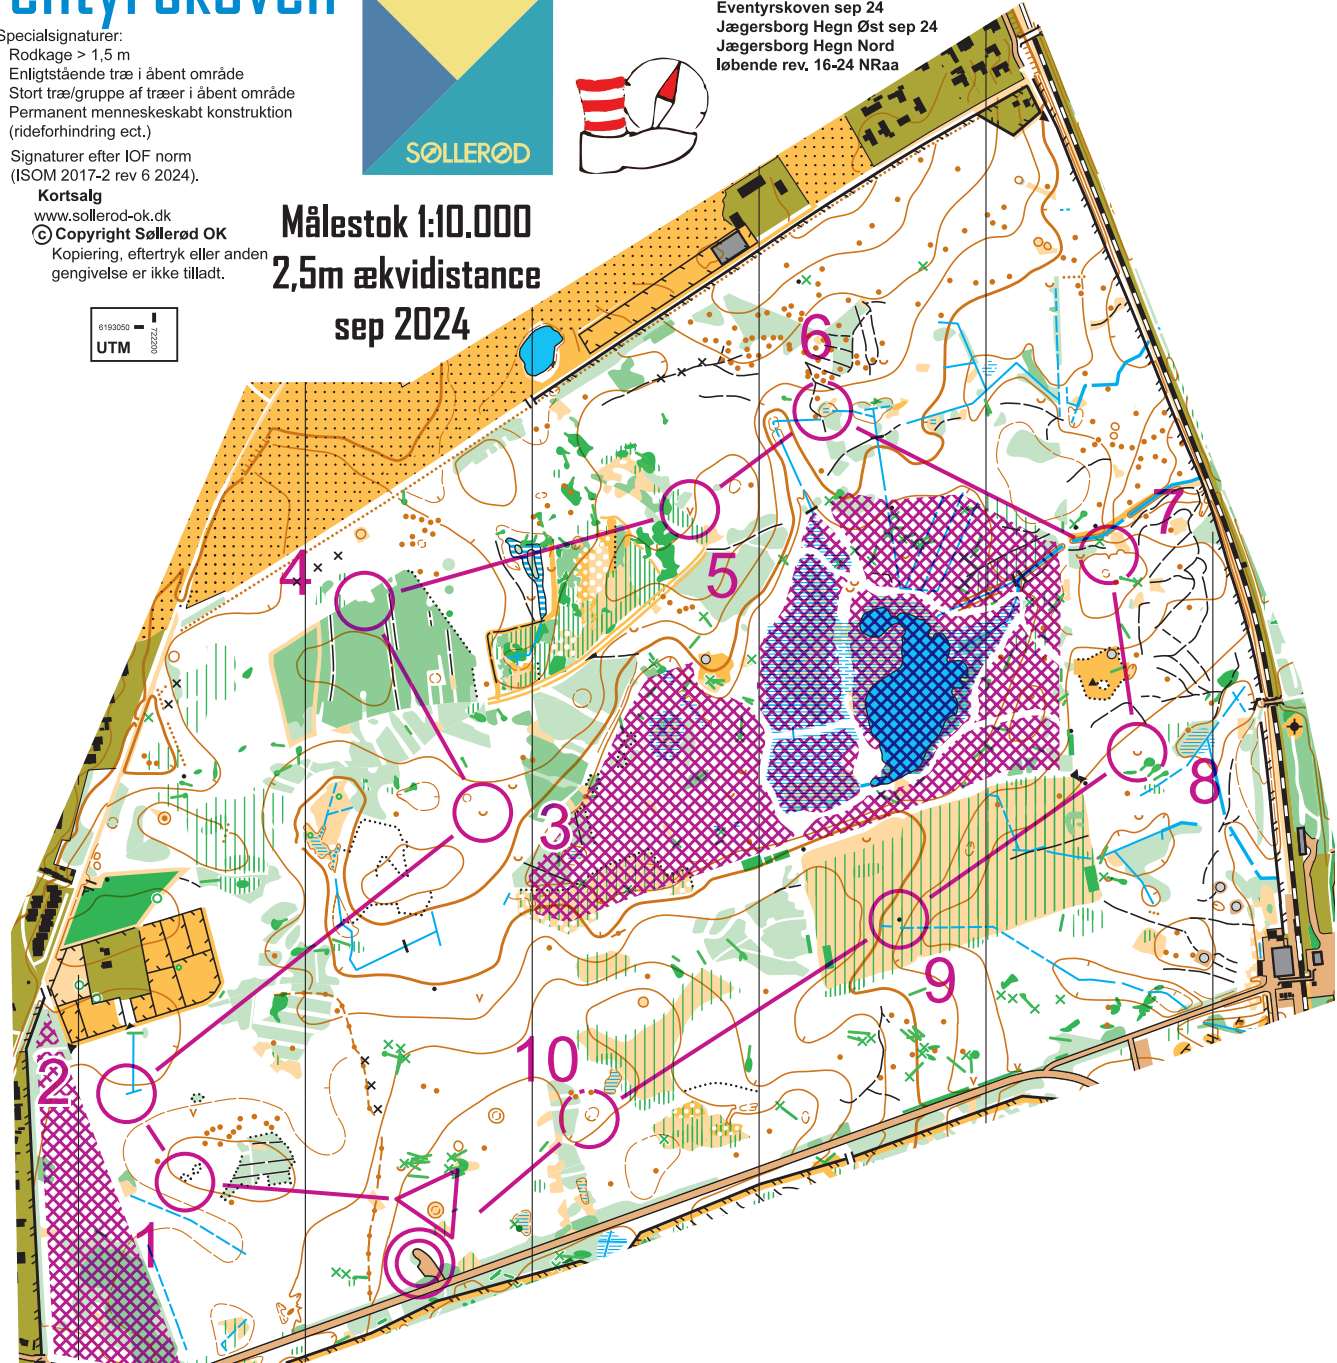 entyrskoven
Specialsignaturer:
Rodkage > 1,5 m
Enligtstående træ i åbent område
Stort træ/gruppe af træer i åbent område
Permanent menneskeskabt konstruktion
(rideforhindring ect.)
Signaturer efter IOF norm
(ISOM 2017-2 rev 6 2024).
Kortsalg
www.sollerod-ok.dk
© Copyright Søllerød OK
Kopiering, eftertryk eller anden
gengivelse er ikke tilladt.
6193050
722200
UTM
SØLLERØD
Målestok 1:10.000
2,5m ækvidistance
sep 2024
Eventyrskoven sep 24
Jægersborg Hegn Øst sep 24
Jægersborg Hegn Nord
løbende rev. 16-24 NRaa
6
7
4
5
8
3
9
10
2
1